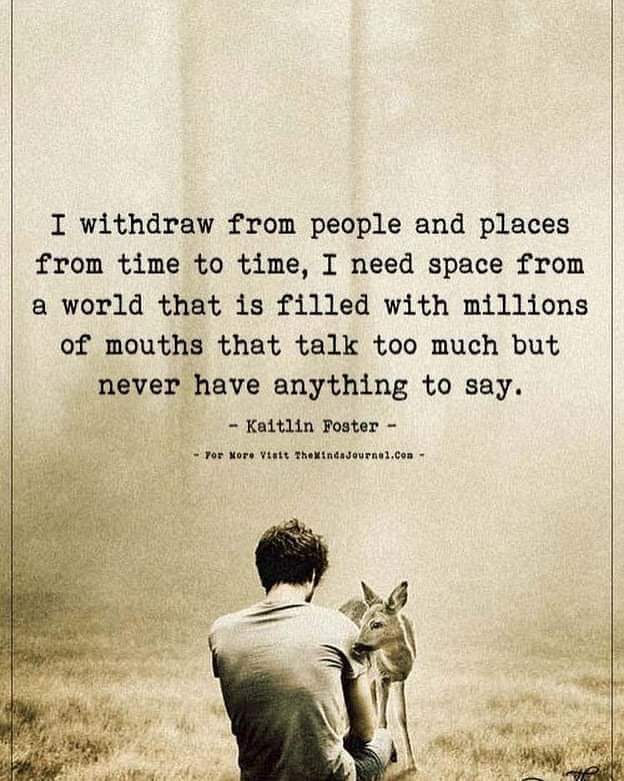 I withdraw from people and places
from time to time, I need space from
a world that is filled with millions
of mouths that talk too much but
never have anything to say.
- Kaitlin Foster -
- For More Visit TheMindsJournal.Com -